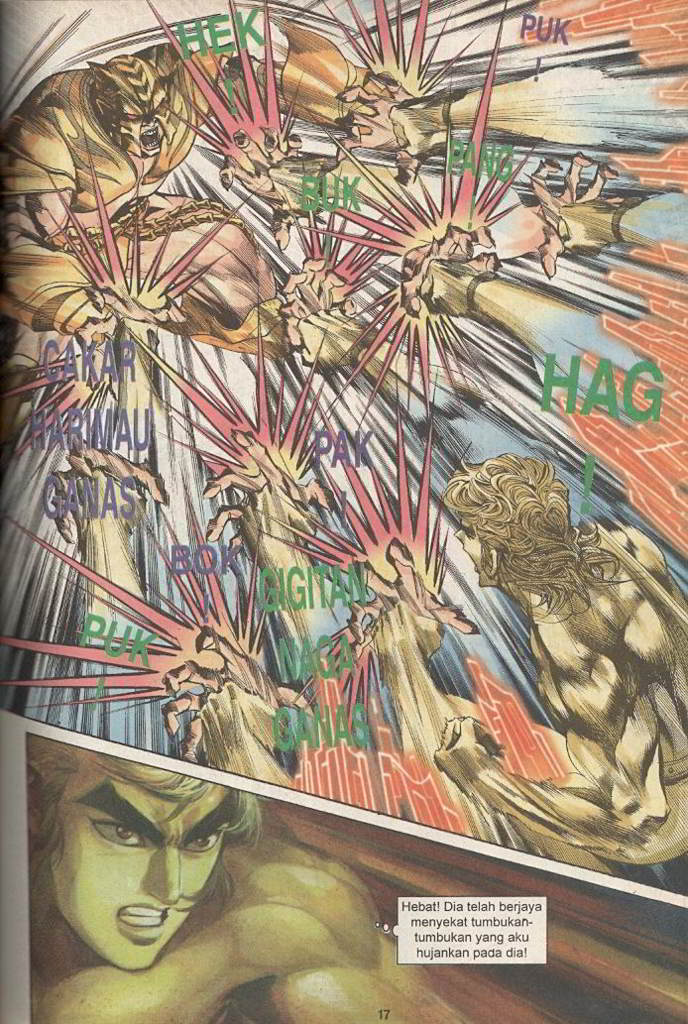 HEK
!
PUK
!
PANG
!
BUK
!
CAKAR
HARIMAU
GANAS
HAG
!
PAK
!
BOK
!
GIGITAN
NAGA
GANAS
PUK
!
Hebat! Dia telah berjaya
menyekat tumbukan-
tumbukan yang aku
hujankan pada dia!
17